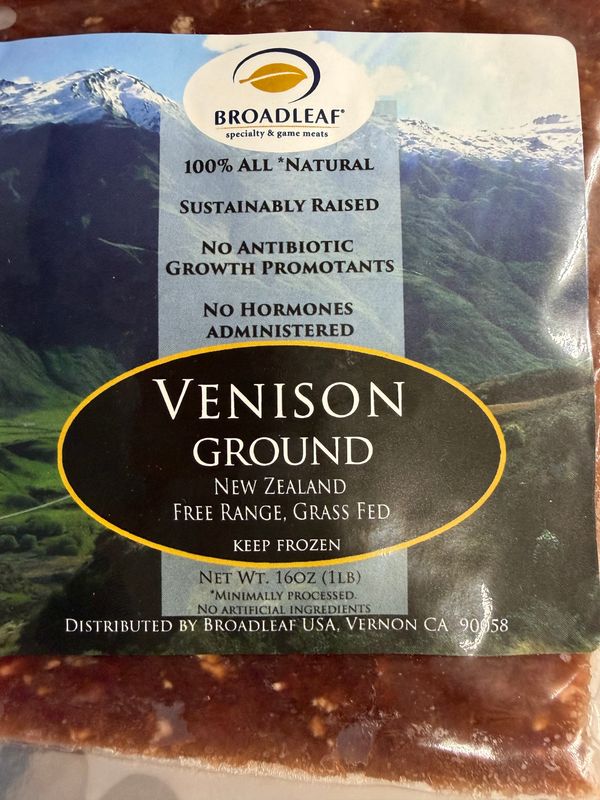 BROADLEAF®
specialty & game meats
100% ALL *NATURAL
SUSTAINABLY RAISED
NO ANTIBIOTIC
GROWTH PROMOTANTS
NO HORMONES
ADMINISTERED
VENISON
GROUND
NEW ZEALAND
FREE RANGE, GRASS FED
KEEP FROZEN
NET WT. 16OZ (1LB)
*MINIMALLY PROCESSED.
NO ARTIFICIAL INGREDIENTS
DISTRIBUTED BY BROADLEAF USA, VERNON CA 90058